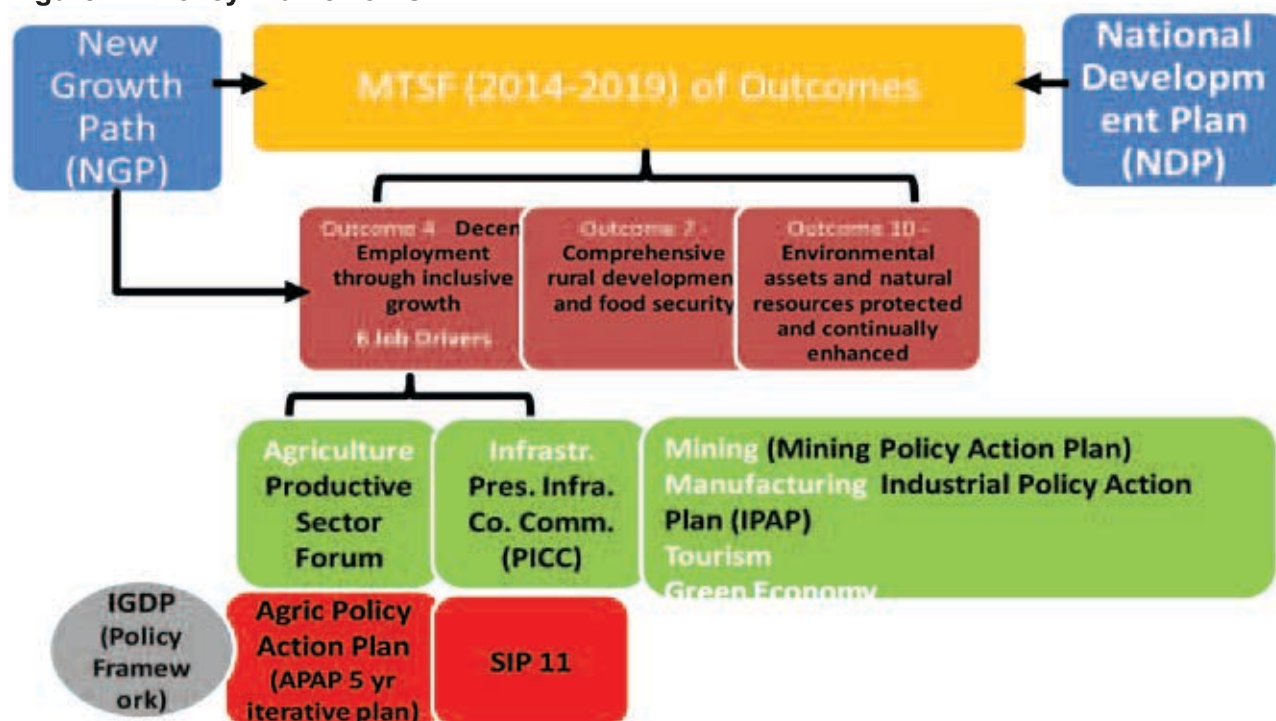 New
Growth
Path
(NGP)
MTSF (2014-2019) of Outcomes
National
Developm
ent Plan
(NDP)
Outcome 4 Decen
Employment
through inclusive
growth
6 Job Drivers
Outcome 7 -
Comprehensive
rural developmen
and food security
Outcome 10 -
Environmental
assets and natural
resources protected
and continually
enhanced
Agriculture
Productive
Sector
Forum
Infrastr.
Pres. Infra.
Co. Comm.
(PICC)
Mining (Mining Policy Action Plan)
Manufacturing Industrial Policy Action
Plan (IPAP)
Tourism
Green Economy
IGDP
(Policy
Framew
ork)
Agric Policy
Action Plan
(APAP 5 yr
iterative plan)
SIP 11